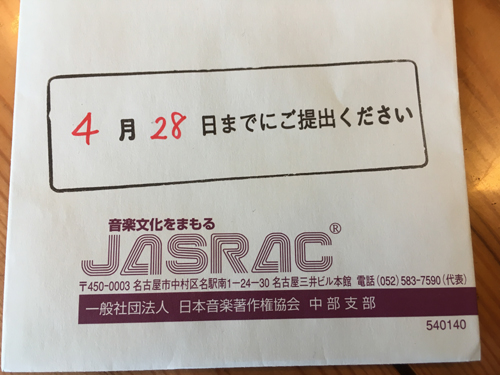 4月28日までにご提出ください
音楽文化をまもる
JASRAC®
〒450-0003 名古屋市中村区名駅南1-24-30 名古屋三井ビル本館 電話(052)583-7590(代表)
一般社団法人 日本音楽著作権協会 中部支部
540140